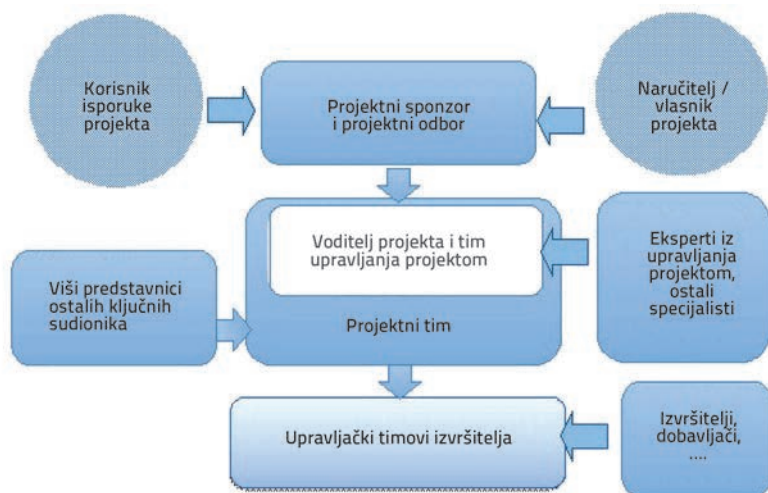 Korisnik
isporuke
projekta
Projektni sponzor
i projektni odbor
Naručitelj /
vlasnik
projekta
Voditelj projekta i tim
upravljanja projektom
Eksperti iz
upravljanja
projektom,
ostali
specijalisti
Viši predstavnici
ostalih ključnih
sudionika
Projektni tim
Upravljački timovi izvršitelja
Izvršitelji,
dobavljači,
....